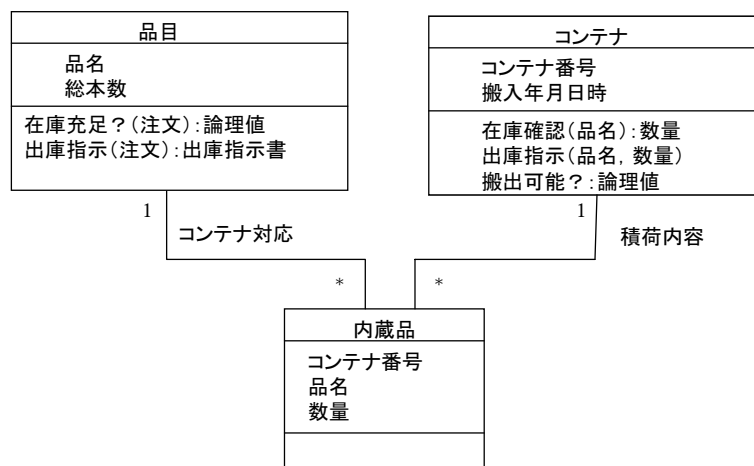 品目
品名
総本数
在庫充足?(注文):論理値
出庫指示(注文):出庫指示書
コンテナ
コンテナ番号
搬入年月日時
在庫確認(品名):数量
出庫指示(品名, 数量)
搬出可能?:論理値
1
コンテナ対応
*
1
積荷内容
*
内蔵品
コンテナ番号
品名
数量